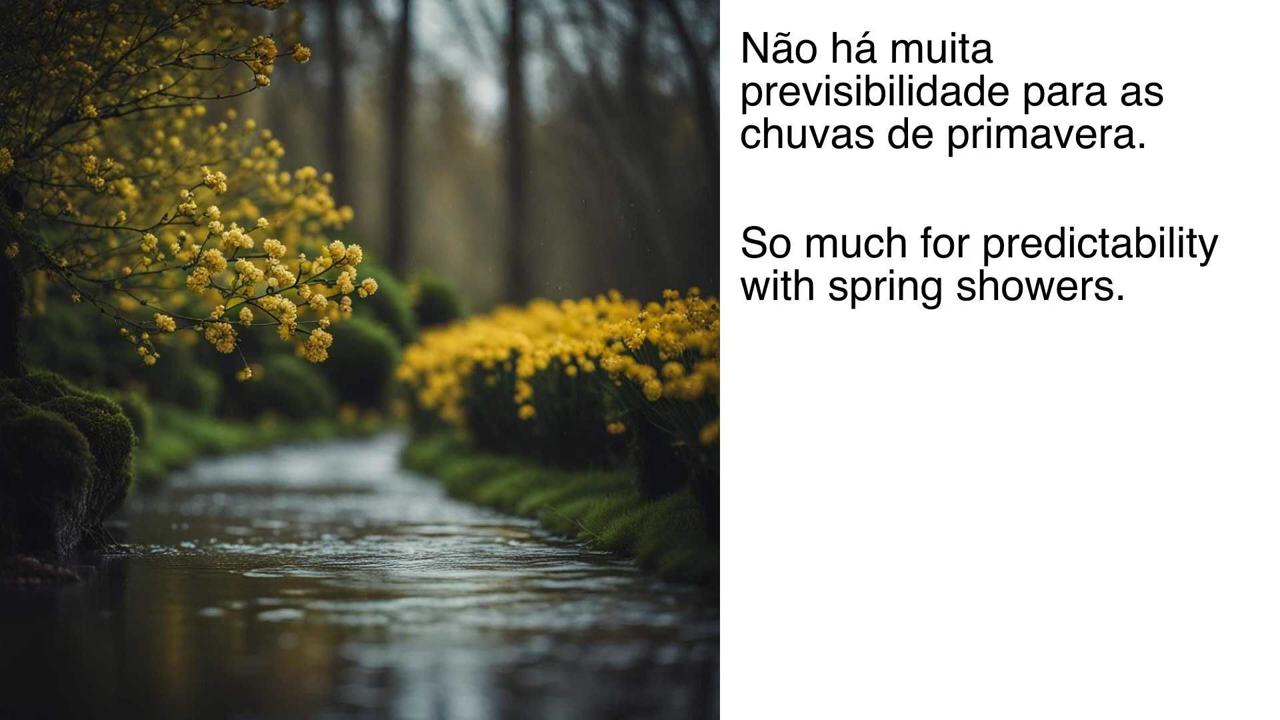 Não há muita
previsibilidade para as
chuvas de primavera.
So much for predictability
with spring showers.